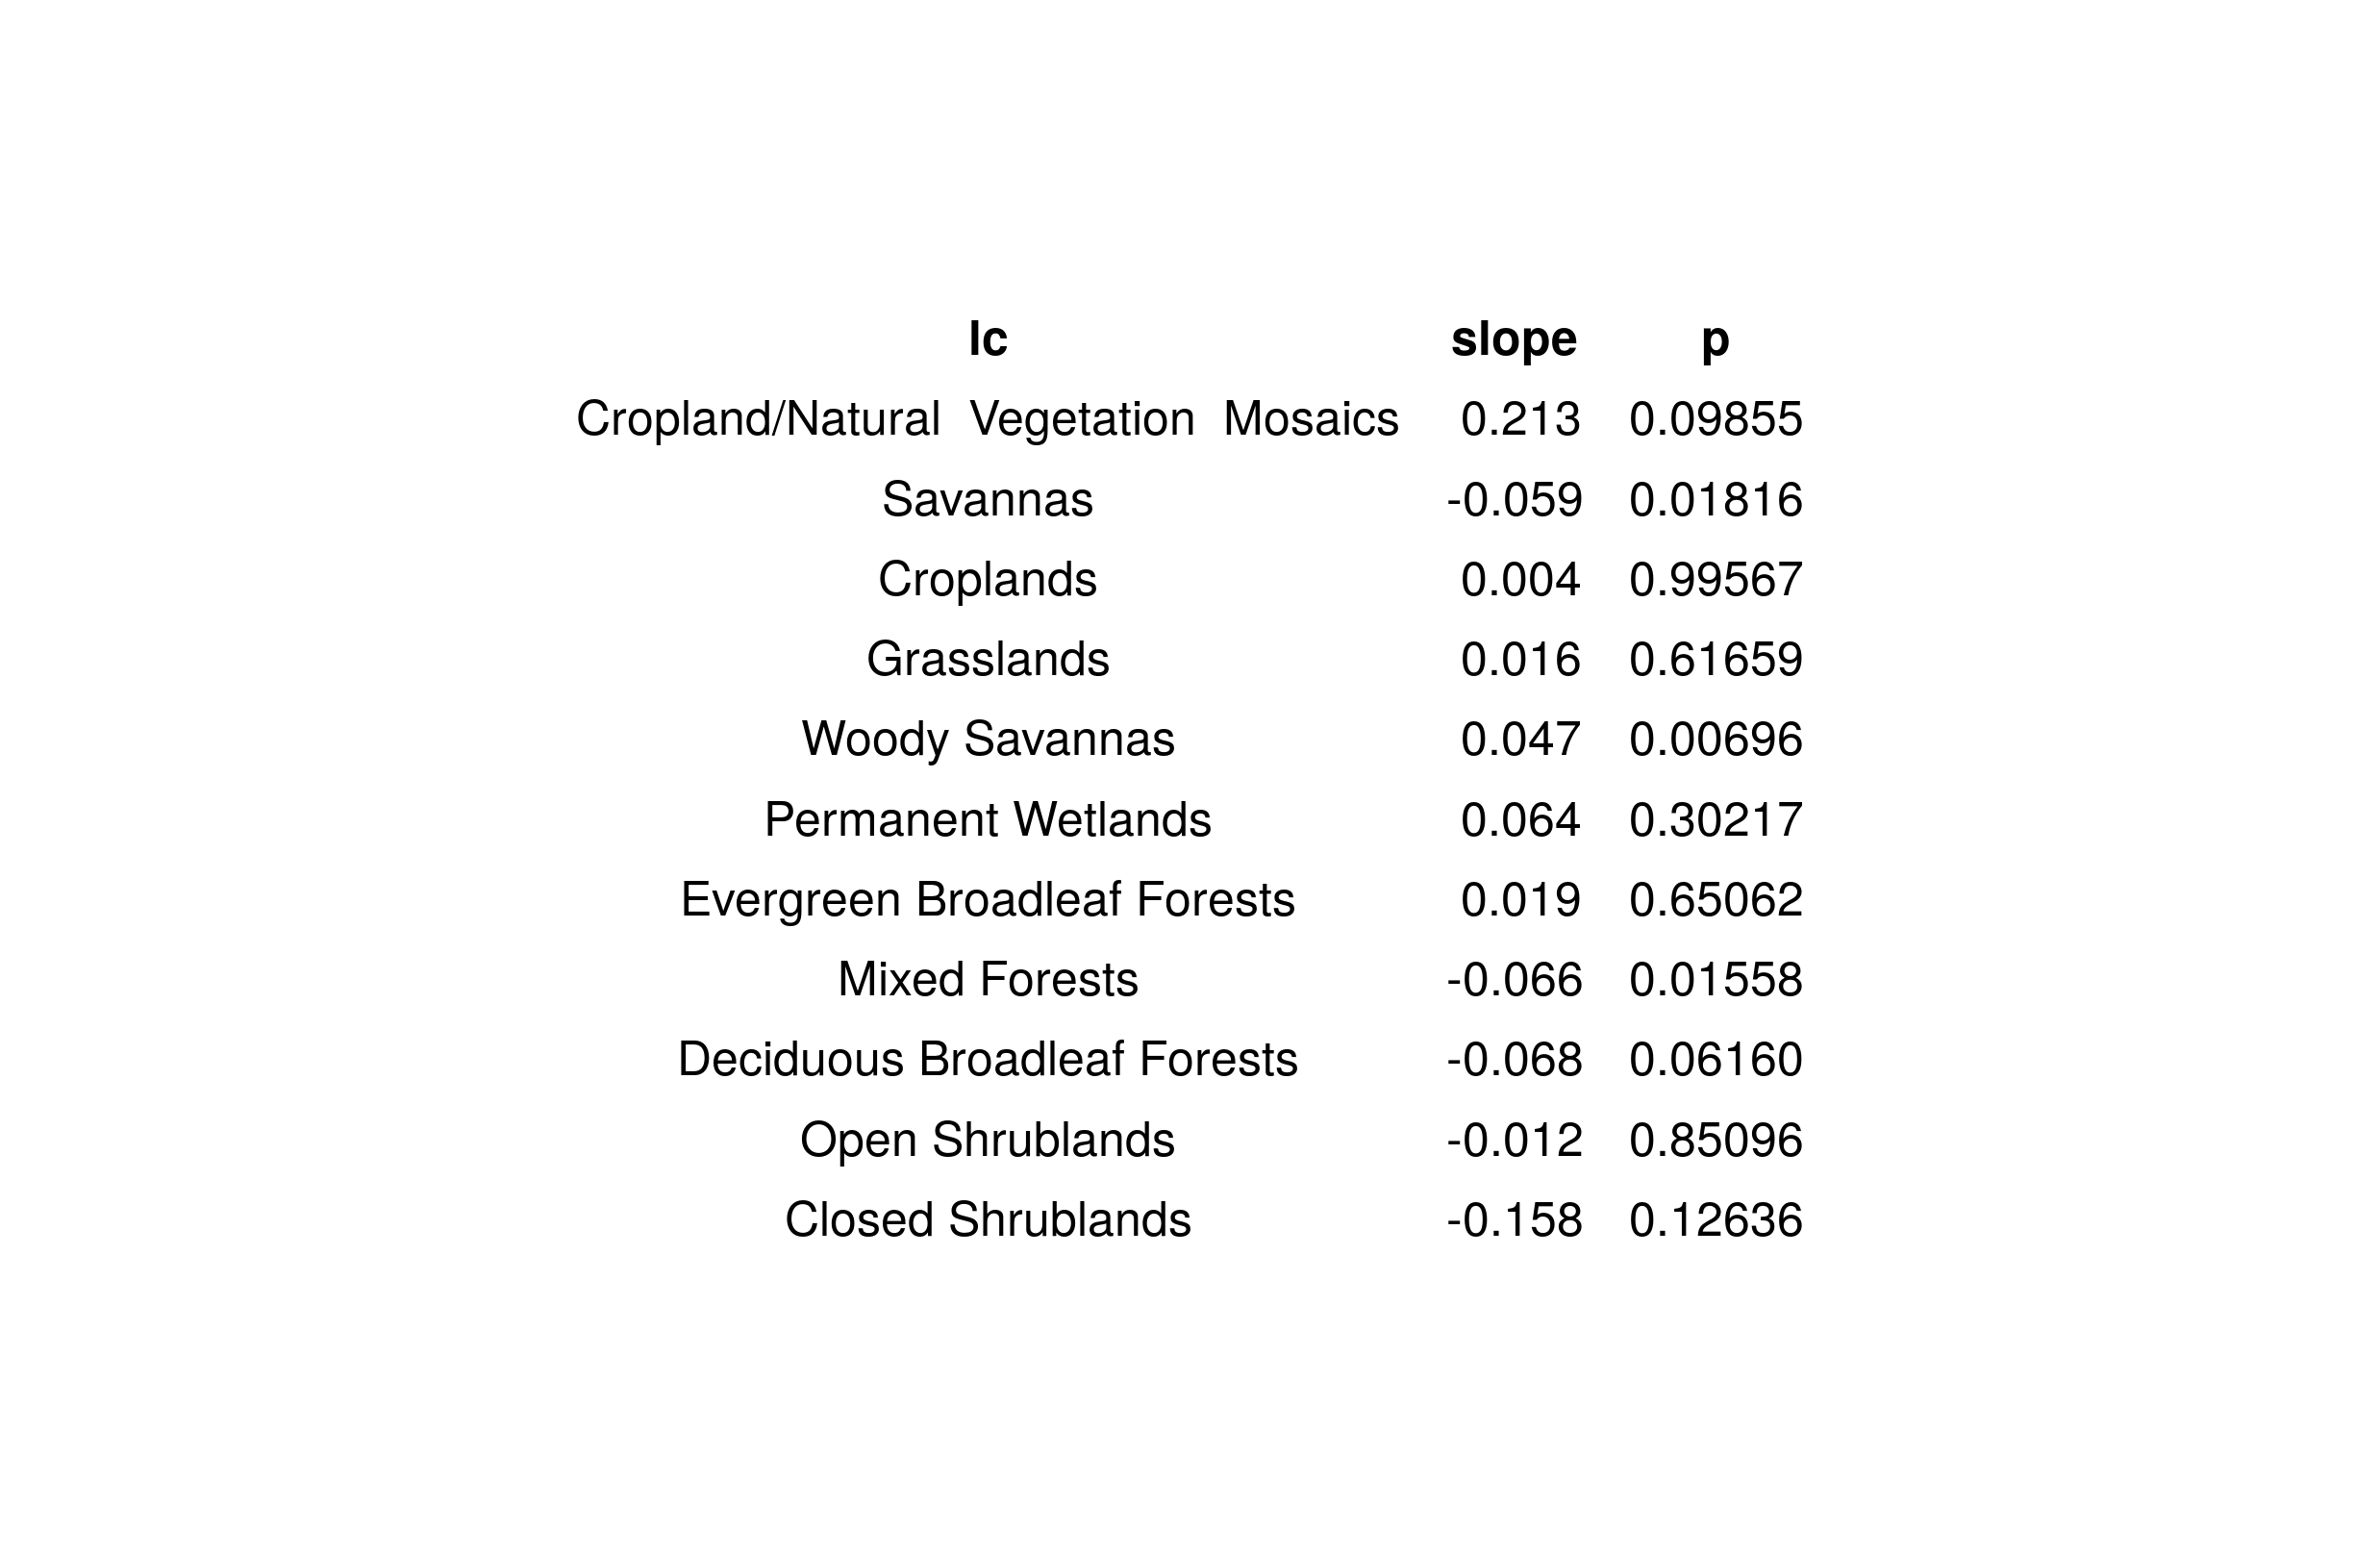 lc slope p
Cropland/Natural Vegetation Mosaics 0.213 0.09855
Savannas -0.059 0.01816
Croplands 0.004 0.99567
Grasslands 0.016 0.61659
Woody Savannas 0.047 0.00696
Permanent Wetlands 0.064 0.30217
Evergreen Broadleaf Forests 0.019 0.65062
Mixed Forests -0.066 0.01558
Deciduous Broadleaf Forests -0.068 0.06160
Open Shrublands -0.012 0.85096
Closed Shrublands -0.158 0.12636